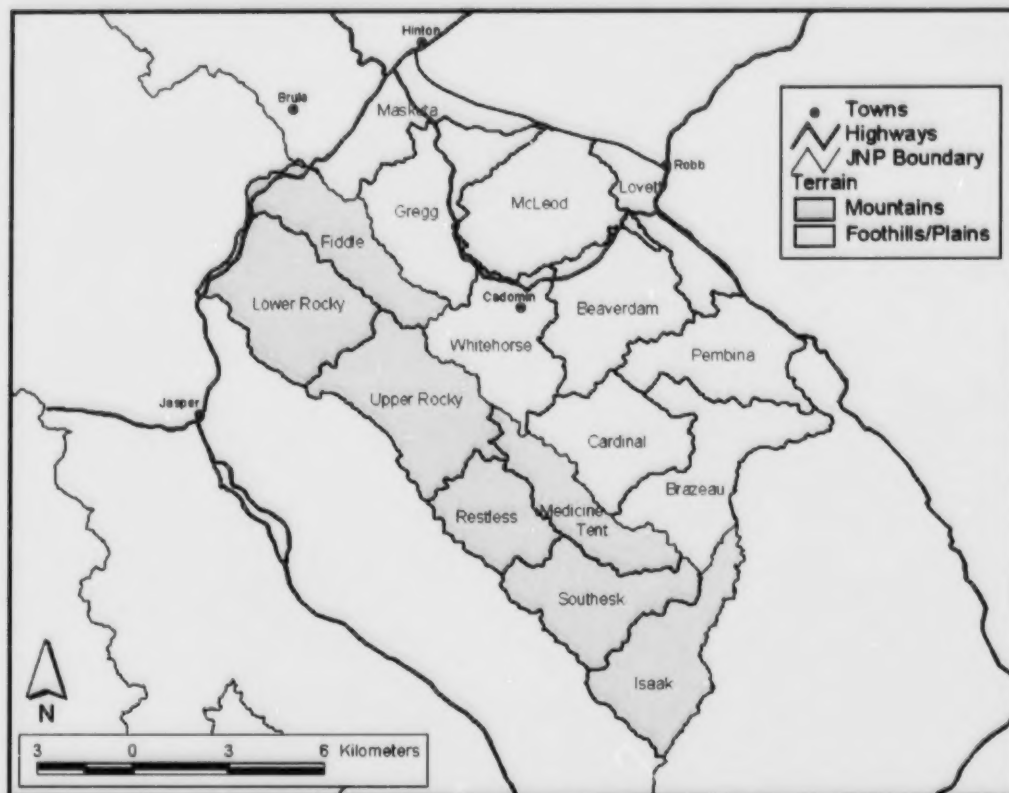 Hinton
Brule
Masketa
Towns
Highways
JNP Boundary
Terrain
Mountains
Foothills/Plains
Robb
Lovett
McLeod
Gregg
Fiddle
Lower Rocky
Cadomin
Beaverdam
Whitehorse
Pembina
Upper Rocky
Jasper
Cardinal
Brazeau
Restless
Medicine
Tent
Southesk
Isaak
N
3 0 3 6 Kilometers